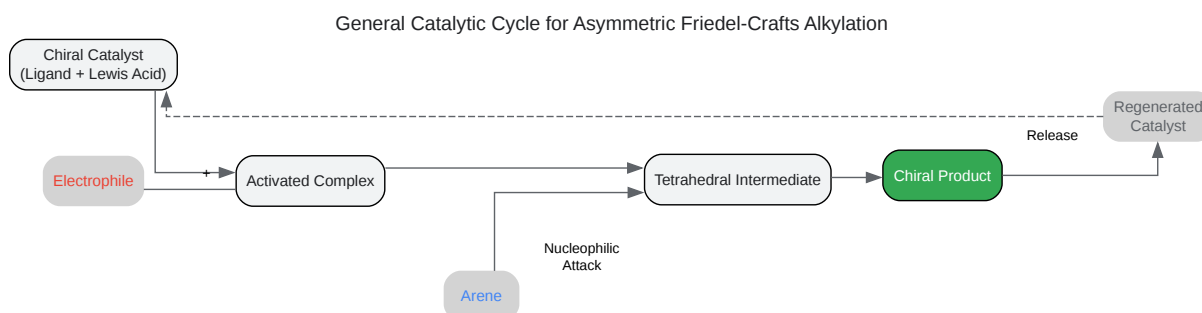 General Catalytic Cycle for Asymmetric Friedel-Crafts Alkylation
Chiral Catalyst
(Ligand + Lewis Acid)
Regenerated
Catalyst
Release
+
Electrophile
Activated Complex
Tetrahedral Intermediate
Chiral Product
Nucleophilic
Attack
Arene